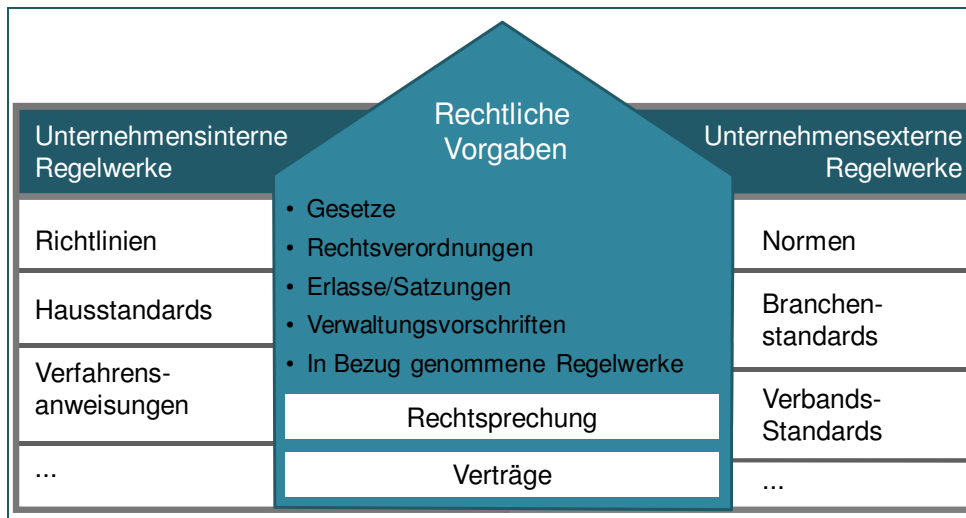 Rechtliche
Vorgaben
Unternehmensinterne
Regelwerke
Unternehmensexterne
Regelwerke
Richtlinien
Hausstandards
Verfahrens-
anweisungen
...
• Gesetze
• Rechtsverordnungen
• Erlasse/Satzungen
• Verwaltungsvorschriften
• In Bezug genommene Regelwerke
Rechtsprechung
Verträge
Normen
Branchen-
standards
Verbands-
Standards
...